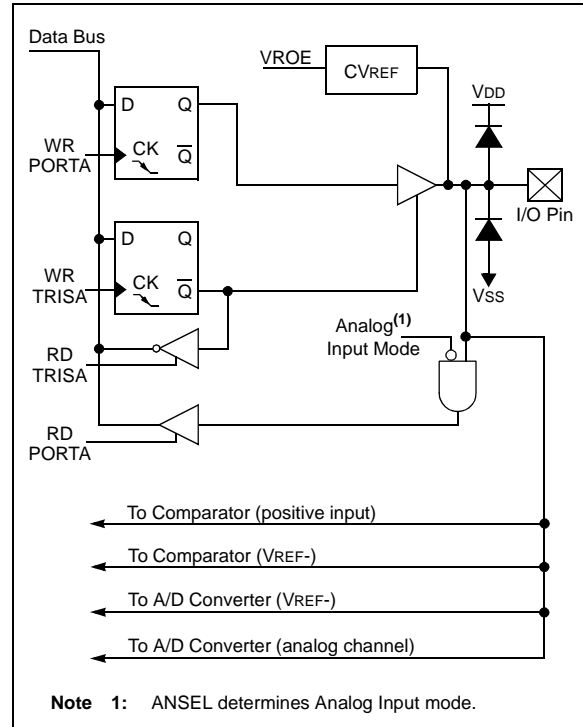 Data Bus
VROE
CVREF
VDD
D Q
WR
PORTA
CK
Q
I/O Pin
D Q
WR
TRISA
CK
Q
VSS
Analog(1)
Input Mode
RD
TRISA
RD
PORTA
To Comparator (positive input)
To Comparator (VREF-)
To A/D Converter (VREF-)
To A/D Converter (analog channel)
Note 1: ANSEL determines Analog Input mode.